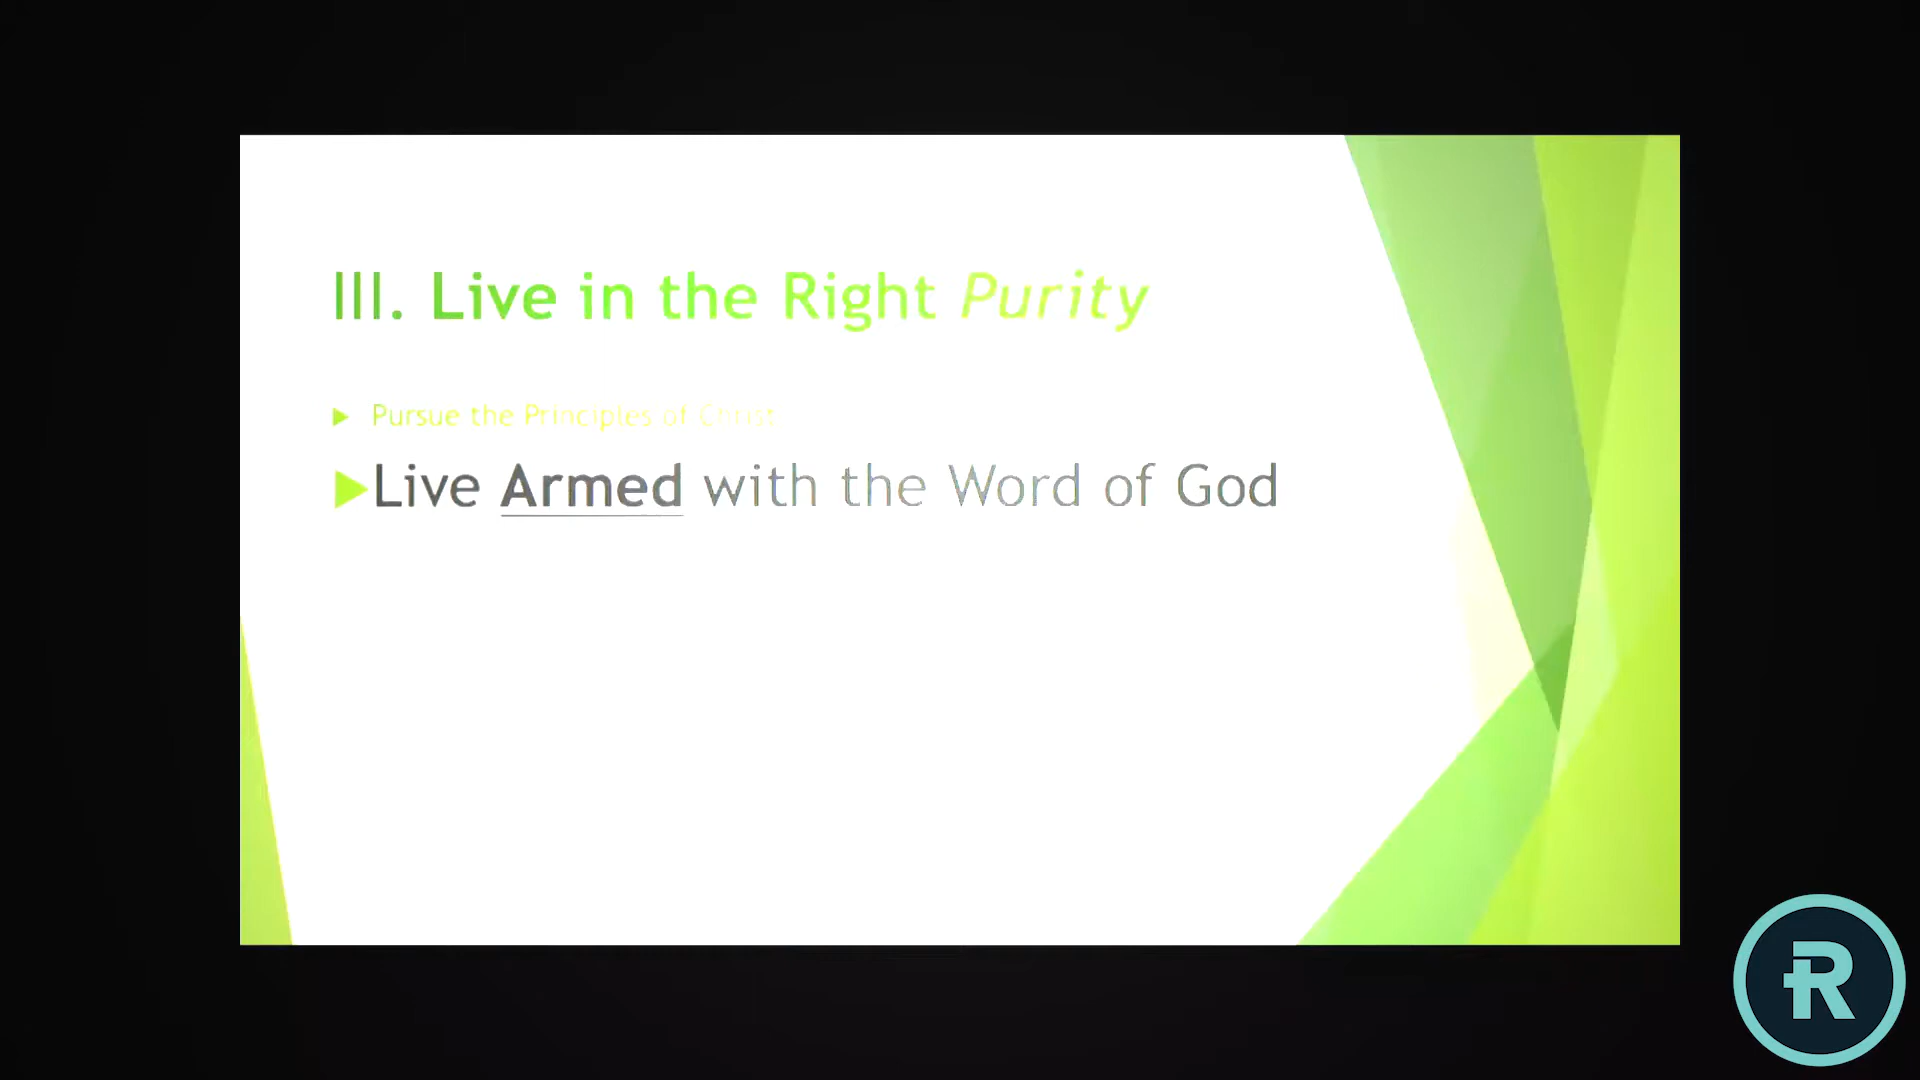 III. Live in the Right Purity
Pursue the Principles of Christ
Live Armed with the Word of God
R